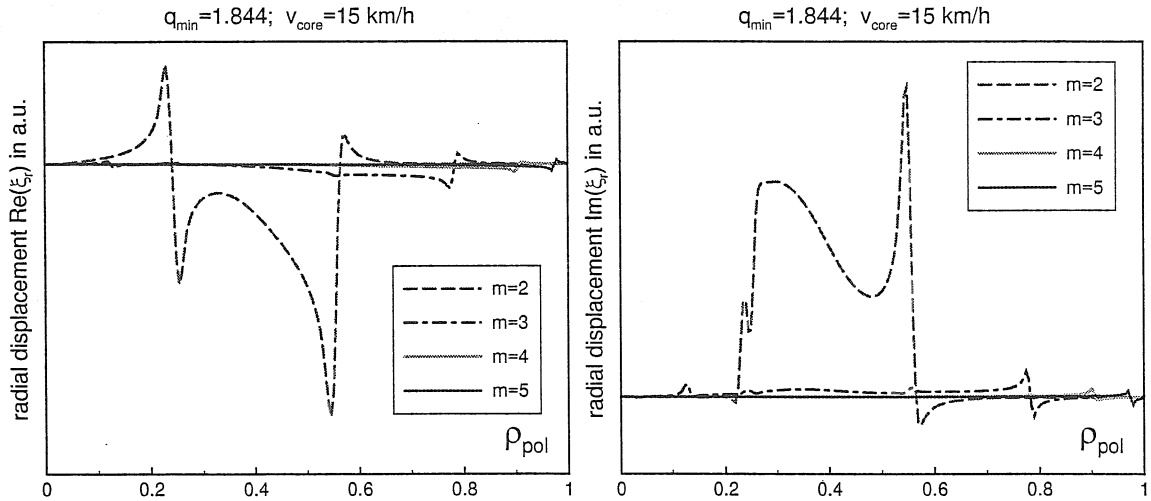 q_min=1.844; v_core=15 km/h
radial displacement Re(ξ_r) in a.u.
m=2
m=3
m=4
m=5
ρ_pol
0 0.2 0.4 0.6 0.8 1
q_min=1.844; v_core=15 km/h
radial displacement Im(ξ_r) in a.u.
m=2
m=3
m=4
m=5
ρ_pol
0 0.2 0.4 0.6 0.8 1